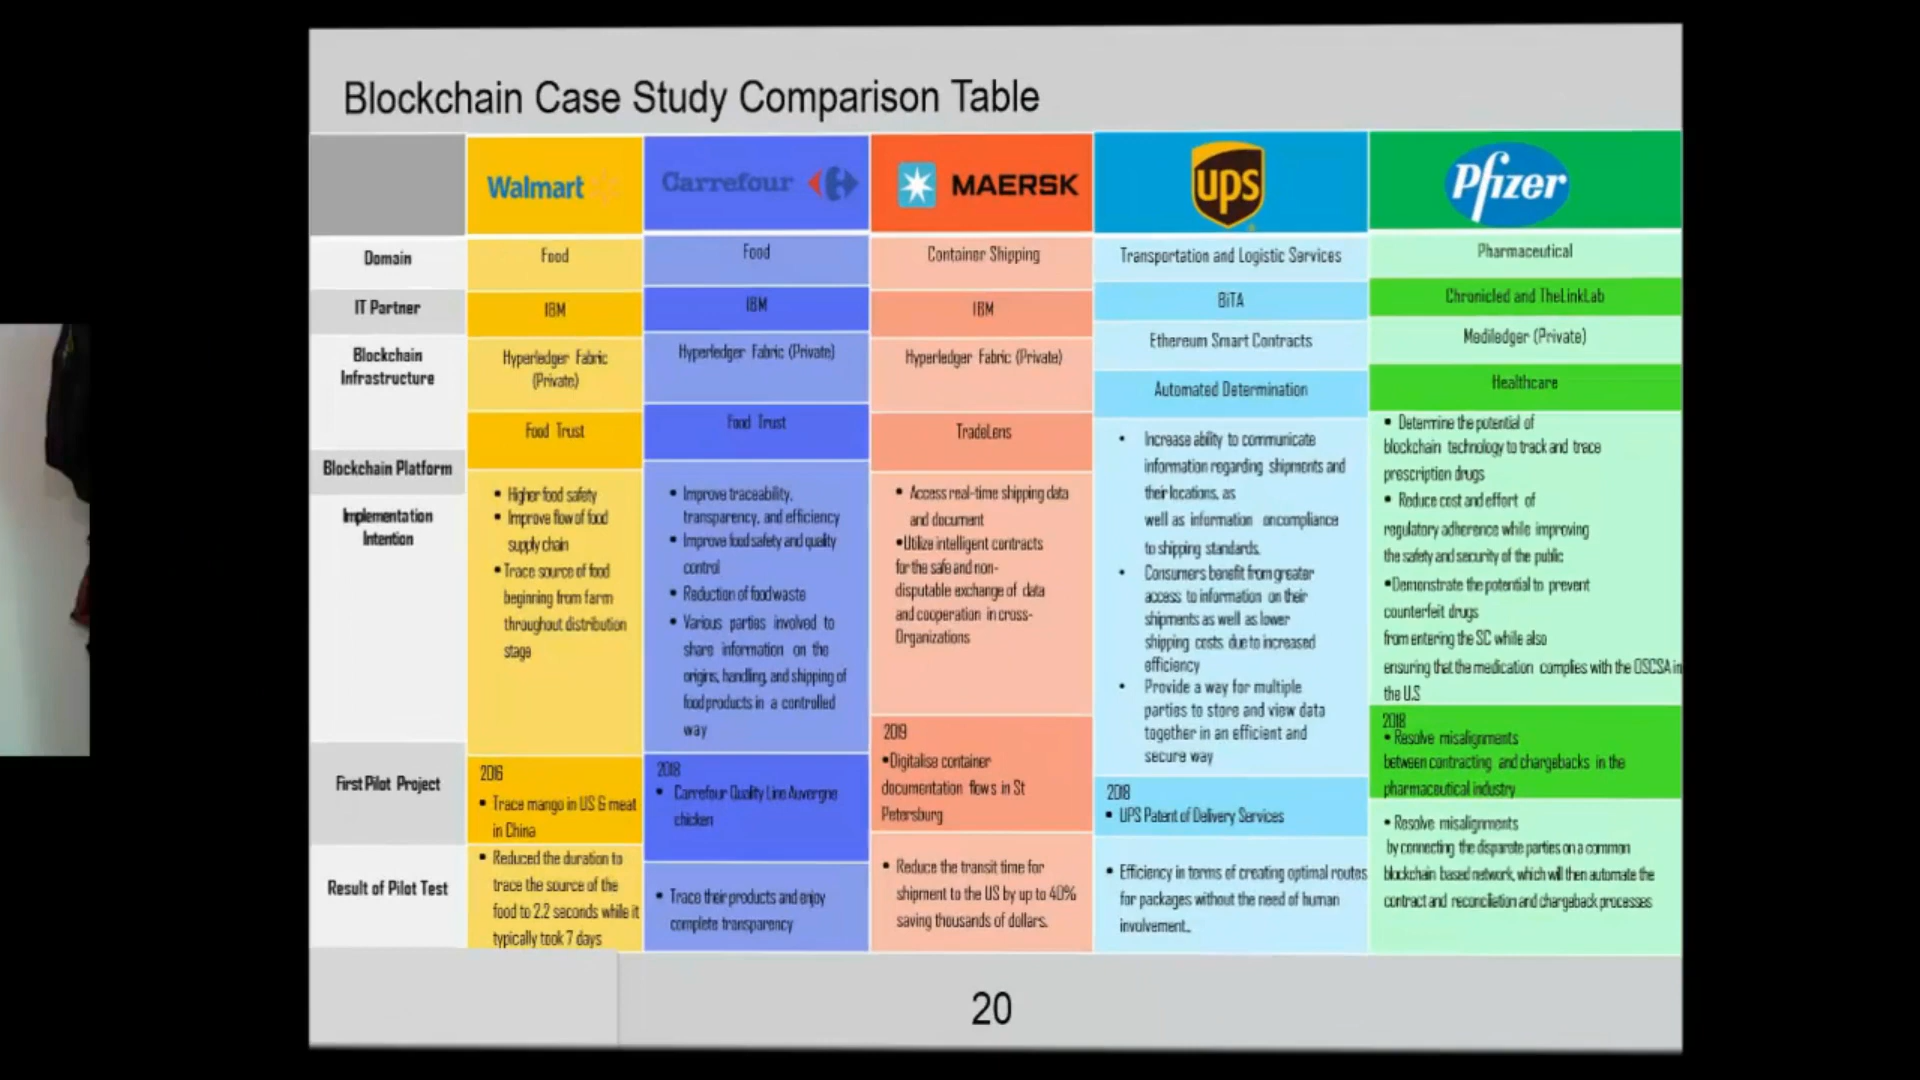 Blockchain Case Study Comparison Table
Walmart
Carrefour
MAERSK
ups
Pfizer
Domain
Food
Food
Container Shipping
Transportation and Logistic Services
Pharmaceutical
IT Partner
IBM
IBM
IBM
BiTA
Chronicled and TheLinkLab
Blockchain
Infrastructure
Hyperledger Fabric
(Private)
Hyperledger Fabric (Private)
Hyperledger Fabric (Private)
Ethereum Smart Contracts
Mediledger (Private)
Blockchain Platform
Food Trust
Food Trust
TradeLens
Automated Determination
Healthcare
Implementation
Intention
• Higher food safety
• Improve flow of food
supply chain
• Trace source of food
beginning from farm
throughout distribution
stage
• Improve traceability,
transparency, and efficiency
• Improve food safety and quality
control
• Reduction of food waste
• Various parties involved to
share information on the
origins, handling, and shipping of
food products in a controlled
way
• Access real-time shipping data
and document
•Utilize intelligent contracts
for the safe and non-
disputable exchange of data
and cooperation in cross-
Organizations
• Increase ability to communicate
information regarding shipments and
their locations, as
well as information oncompliance
to shipping standards.
• Consumers benefit from greater
access to information on their
shipments as well as lower
shipping costs due to increased
efficiency
• Provide a way for multiple
parties to store and view data
together in an efficient and
secure way
• Determine the potential of
blockchain technology to track and trace
prescription drugs
• Reduce cost and effort of
regulatory adherence while improving
the safety and security of the public
•Demonstrate the potential to prevent
counterfeit drugs
from entering the SC while also
ensuring that the medication complies with the DSCSA in
the U.S
First Pilot Project
2016
• Trace mango in US & meat
in China
2018
• Carrefour Quality Line Auvergne
chicken
2019
•Digitalise container
documentation flows in St
Petersburg
2018
• UPS Patent of Delivery Services
2018
• Resolve misalignments
between contracting and chargebacks in the
pharmaceutical industry
Result of Pilot Test
• Reduced the duration to
trace the source of the
food to 2.2 seconds while it
typically took 7 days
• Trace their products and enjoy
complete transparency
• Reduce the transit time for
shipment to the US by up to 40%
saving thousands of dollars.
• Efficiency in terms of creating optimal routes
for packages without the need of human
involvement..
• Resolve misalignments
by connecting the disparate parties on a common
blockchain based network, which will then automate the
contract and reconciliation and chargeback processes
20